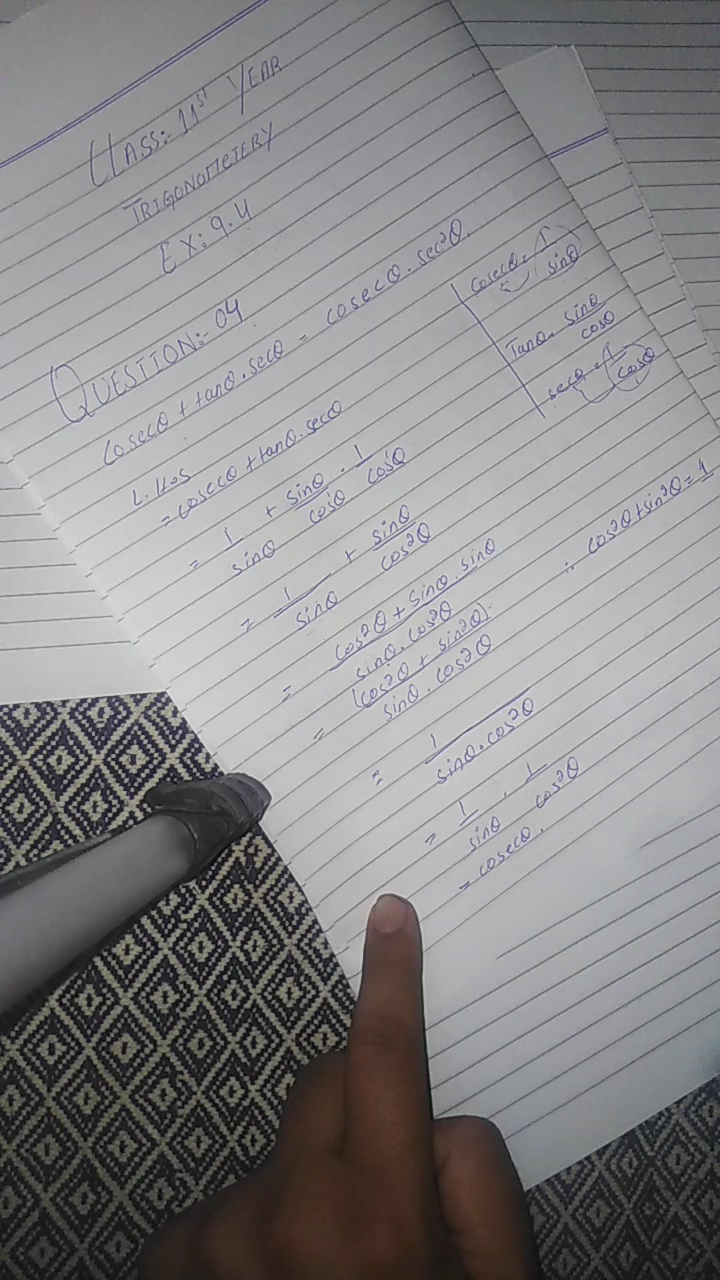 CLASS: 11st YEAR
TRIGONOMETERY
EX: 9.4
QUESTION:- 04
cosecθ + tanθ . secθ = cosecθ . sec²θ.
cosecθ = 1/sinθ
Tanθ = sinθ/cosθ
secθ = 1/cosθ
L.Hos
= cosecθ + tanθ . secθ
= 1/sinθ + sinθ/cosθ . 1/cosθ
= 1/sinθ + sinθ/cos²θ
= cos²θ + sinθ . sinθ/sinθ . cos²θ
∴ cos²θ + sin²θ = 1
= (cos²θ + sin²θ)/sinθ . cos²θ
= 1/sinθ . cos²θ
= 1/sinθ . 1/cos²θ
= cosecθ .